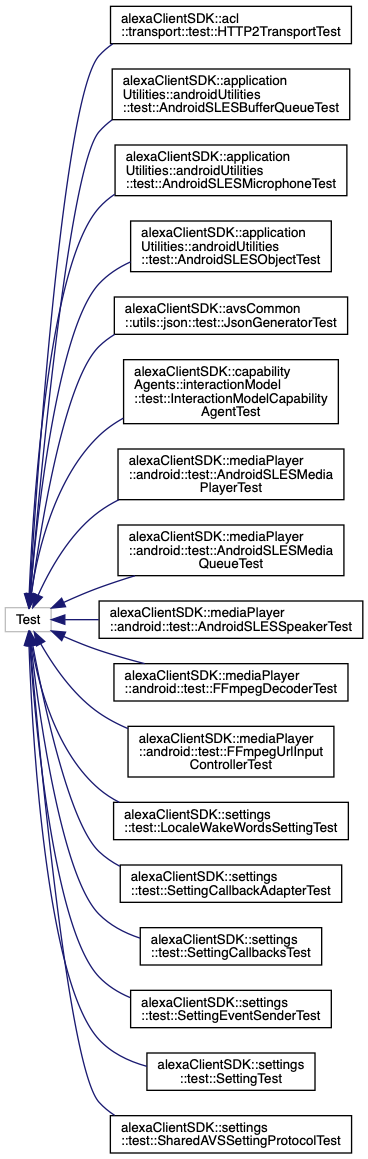 alexaClientSDK::acl
::transport::test::HTTP2TransportTest
alexaClientSDK::application
Utilities::androidUtilities
::test::AndroidSLESBufferQueueTest
alexaClientSDK::application
Utilities::androidUtilities
::test::AndroidSLESMicrophoneTest
alexaClientSDK::application
Utilities::androidUtilities
::test::AndroidSLESObjectTest
alexaClientSDK::avsCommon
::utils::json::test::JsonGeneratorTest
alexaClientSDK::capability
Agents::interactionModel
::test::InteractionModelCapability
AgentTest
alexaClientSDK::mediaPlayer
::android::test::AndroidSLESMedia
PlayerTest
alexaClientSDK::mediaPlayer
::android::test::AndroidSLESMedia
QueueTest
Test
alexaClientSDK::mediaPlayer
::android::test::AndroidSLESSpeakerTest
alexaClientSDK::mediaPlayer
::android::test::FFmpegDecoderTest
alexaClientSDK::mediaPlayer
::android::test::FFmpegUrlInput
ControllerTest
alexaClientSDK::settings
::test::LocaleWakeWordsSettingTest
alexaClientSDK::settings
::test::SettingCallbackAdapterTest
alexaClientSDK::settings
::test::SettingCallbacksTest
alexaClientSDK::settings
::test::SettingEventSenderTest
alexaClientSDK::settings
::test::SettingTest
alexaClientSDK::settings
::test::SharedAVSSettingProtocolTest